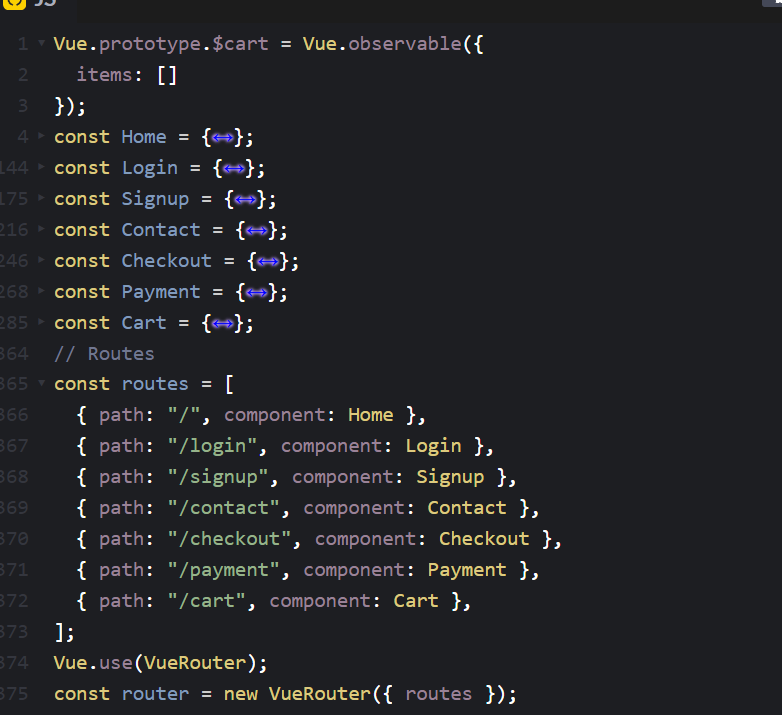 JS
1 Vue.prototype.$cart = Vue.observable({
2 items: []
3 });
4 const Home = {↔};
144 const Login = {↔};
175 const Signup = {↔};
216 const Contact = {↔};
246 const Checkout = {↔};
268 const Payment = {↔};
285 const Cart = {↔};
364 // Routes
365 const routes = [
366 { path: "/", component: Home },
367 { path: "/login", component: Login },
368 { path: "/signup", component: Signup },
369 { path: "/contact", component: Contact },
370 { path: "/checkout", component: Checkout },
371 { path: "/payment", component: Payment },
372 { path: "/cart", component: Cart },
373 ];
374 Vue.use(VueRouter);
375 const router = new VueRouter({ routes });